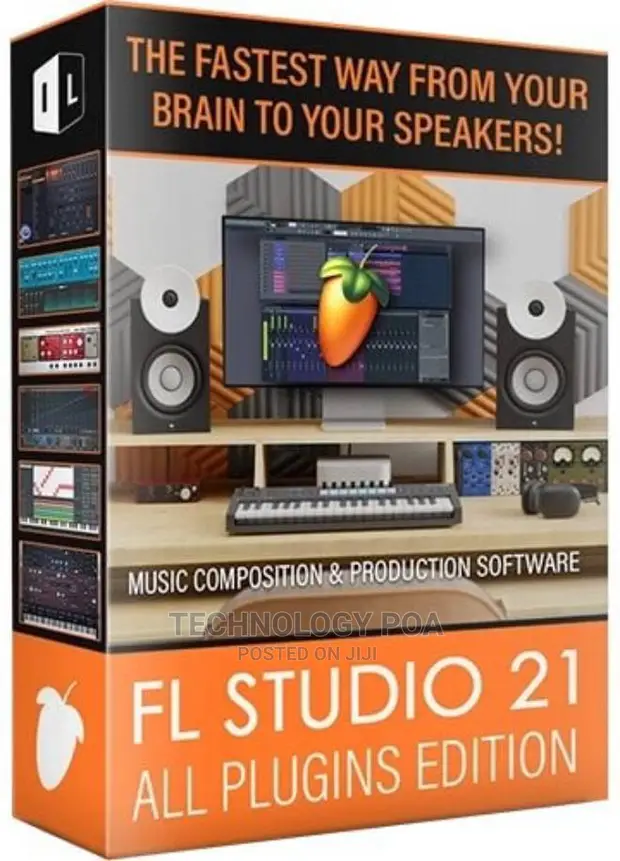 THE FASTEST WAY FROM YOUR
BRAIN TO YOUR SPEAKERS!
MUSIC COMPOSITION & PRODUCTION SOFTWARE
TECHNOLOGY POA
POSTED ON JIJI
FL STUDIO 21
ALL PLUGINS EDITION